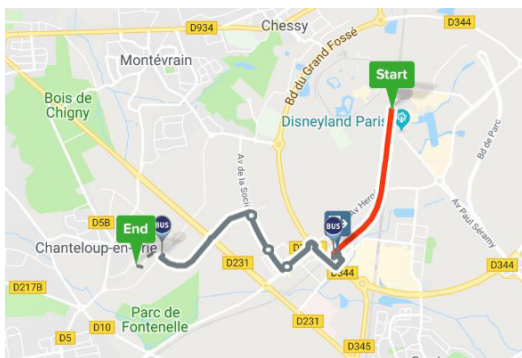 D934
Chessy
D344
Montévrain
Bd du Grand Fossé
Start
Bois de
Chigny
Disneyland Paris
Bd de Parc
Av de la Soci
Av Herg
Av Paul Séramy
D5B
BUS
End
BUS
Chanteloup-en-Brie
D231
D344
D344
D217B
Parc de
Fontenelle
D10
D231
D5
D345